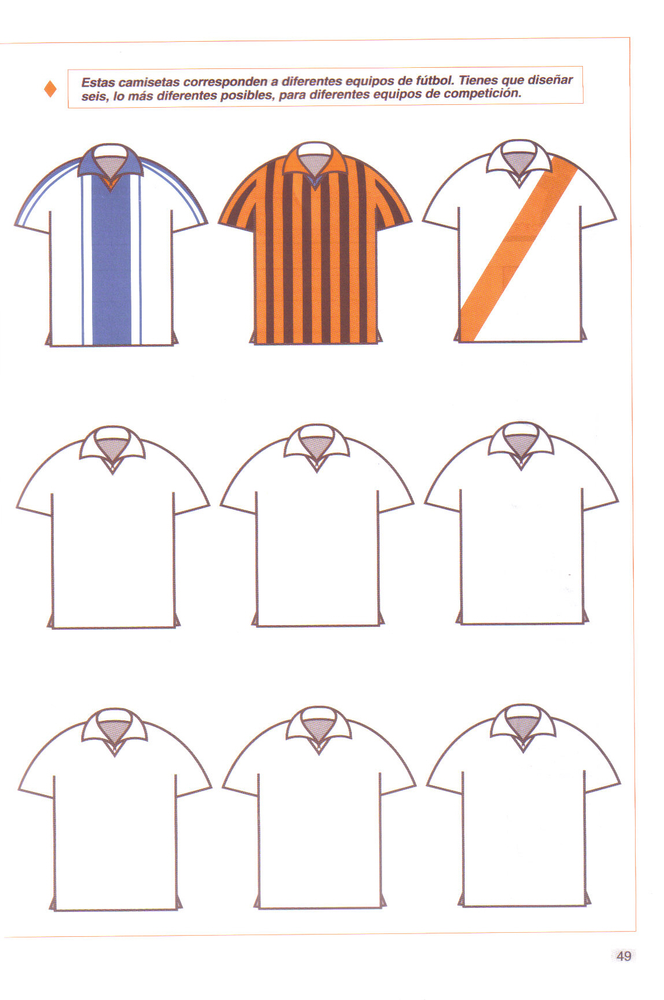 Estas camisetas corresponden a diferentes equipos de fútbol. Tienes que diseñar
seis, lo más diferentes posibles, para diferentes equipos de competición.
49